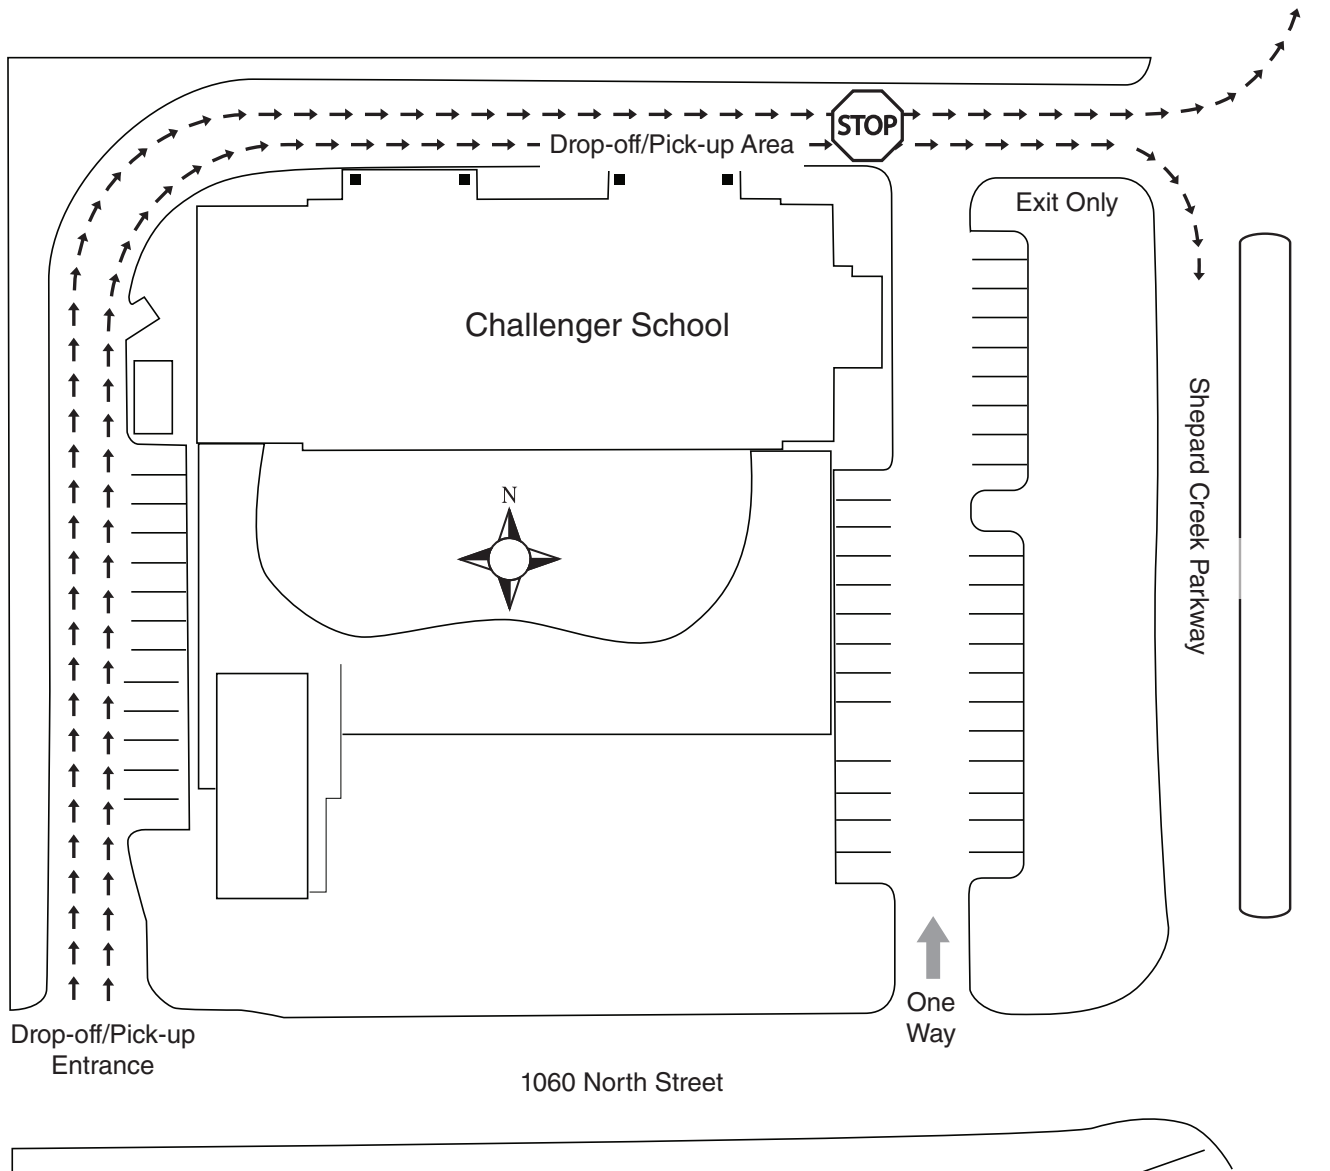 STOP
Drop-off/Pick-up Area
Exit Only
Challenger School
Shepard Creek Parkway
N
One
Way
Drop-off/Pick-up
Entrance
1060 North Street